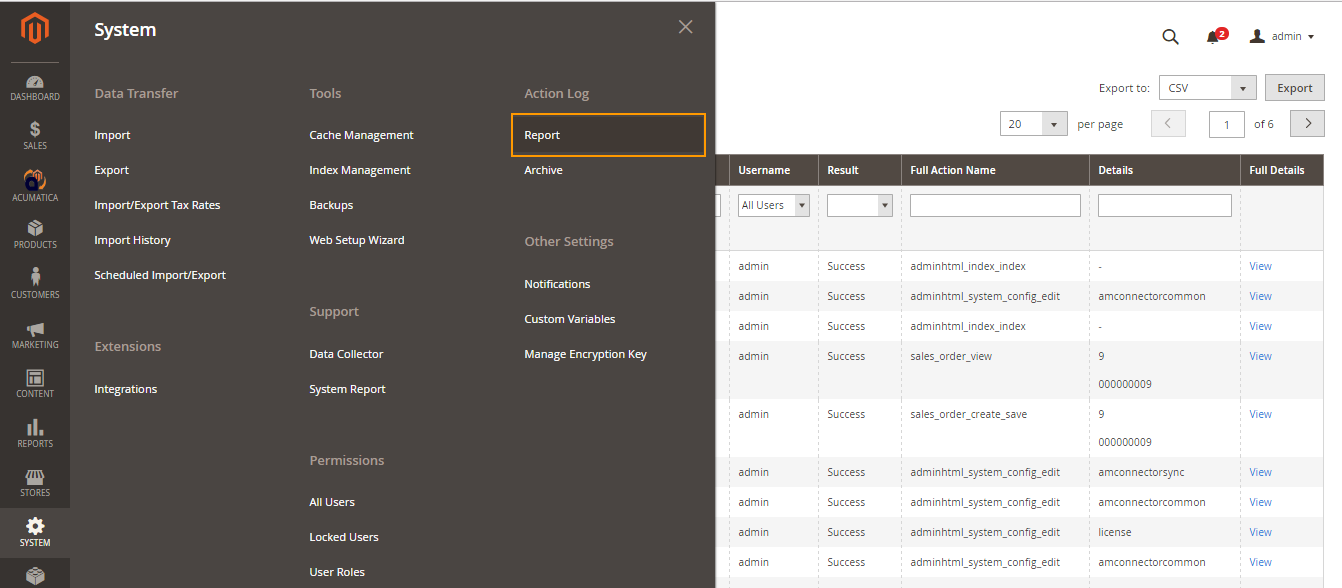 DASHBOARD
SALES
ACUMATICA
PRODUCTS
CUSTOMERS
MARKETING
CONTENT
REPORTS
STORES
SYSTEM
System
Data Transfer
Import
Export
Import/Export Tax Rates
Import History
Scheduled Import/Export
Extensions
Integrations
Tools
Cache Management
Index Management
Backups
Web Setup Wizard
Support
Data Collector
System Report
Permissions
All Users
Locked Users
User Roles
Action Log
Report
Archive
Other Settings
Notifications
Custom Variables
Manage Encryption Key
2 admin
Export to: CSV Export
20 per page 1 of 6
Username Result Full Action Name Details Full Details
All Users
admin Success adminhtml_index_index - View
admin Success adminhtml_system_config_edit amconnectorcommon View
admin Success adminhtml_index_index - View
admin Success sales_order_view 9 View
000000009
admin Success sales_order_create_save 9 View
000000009
admin Success adminhtml_system_config_edit amconnectorsync View
admin Success adminhtml_system_config_edit amconnectorcommon View
admin Success adminhtml_system_config_edit license View
admin Success adminhtml_system_config_edit amconnectorcommon View